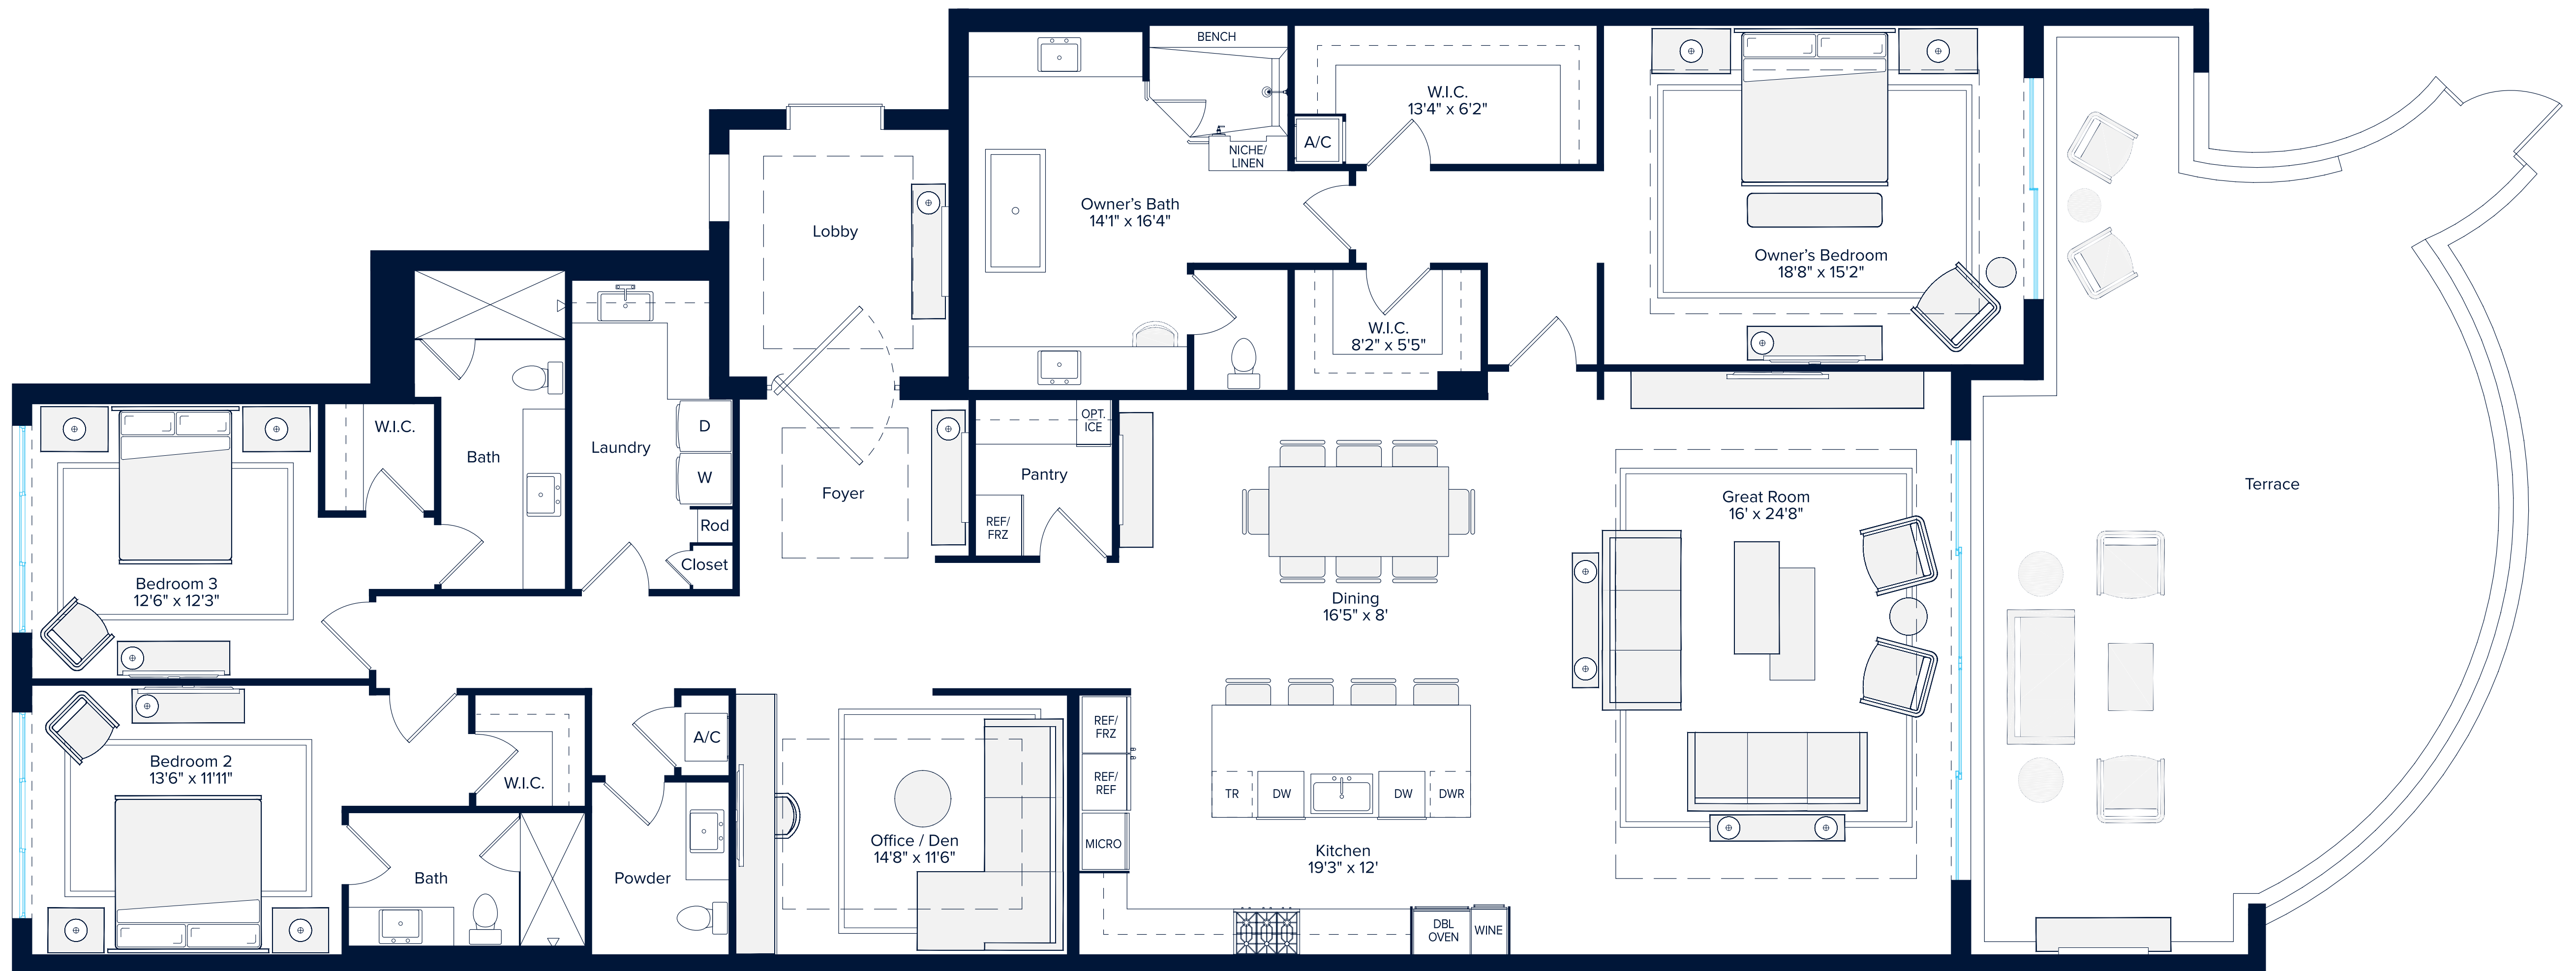 BENCH
W.I.C.
13'4" x 6'2"
A/C
NICHE/
LINEN
Owner's Bath
14'1" x 16'4"
Lobby
Owner's Bedroom
18'8" x 15'2"
W.I.C.
8'2" x 5'5"
W.I.C.
Bath
Laundry
D
W
Rod
Closet
Foyer
OPT.
ICE
Pantry
REF/
FRZ
Great Room
16' x 24'8"
Terrace
Bedroom 3
12'6" x 12'3"
Dining
16'5" x 8'
Bedroom 2
13'6" x 11'11"
W.I.C.
A/C
REF/
FRZ
REF/
REF
MICRO
TR
DW
DW
DWR
Office / Den
14'8" x 11'6"
Kitchen
19'3" x 12'
Bath
Powder
DBL
OVEN
WINE